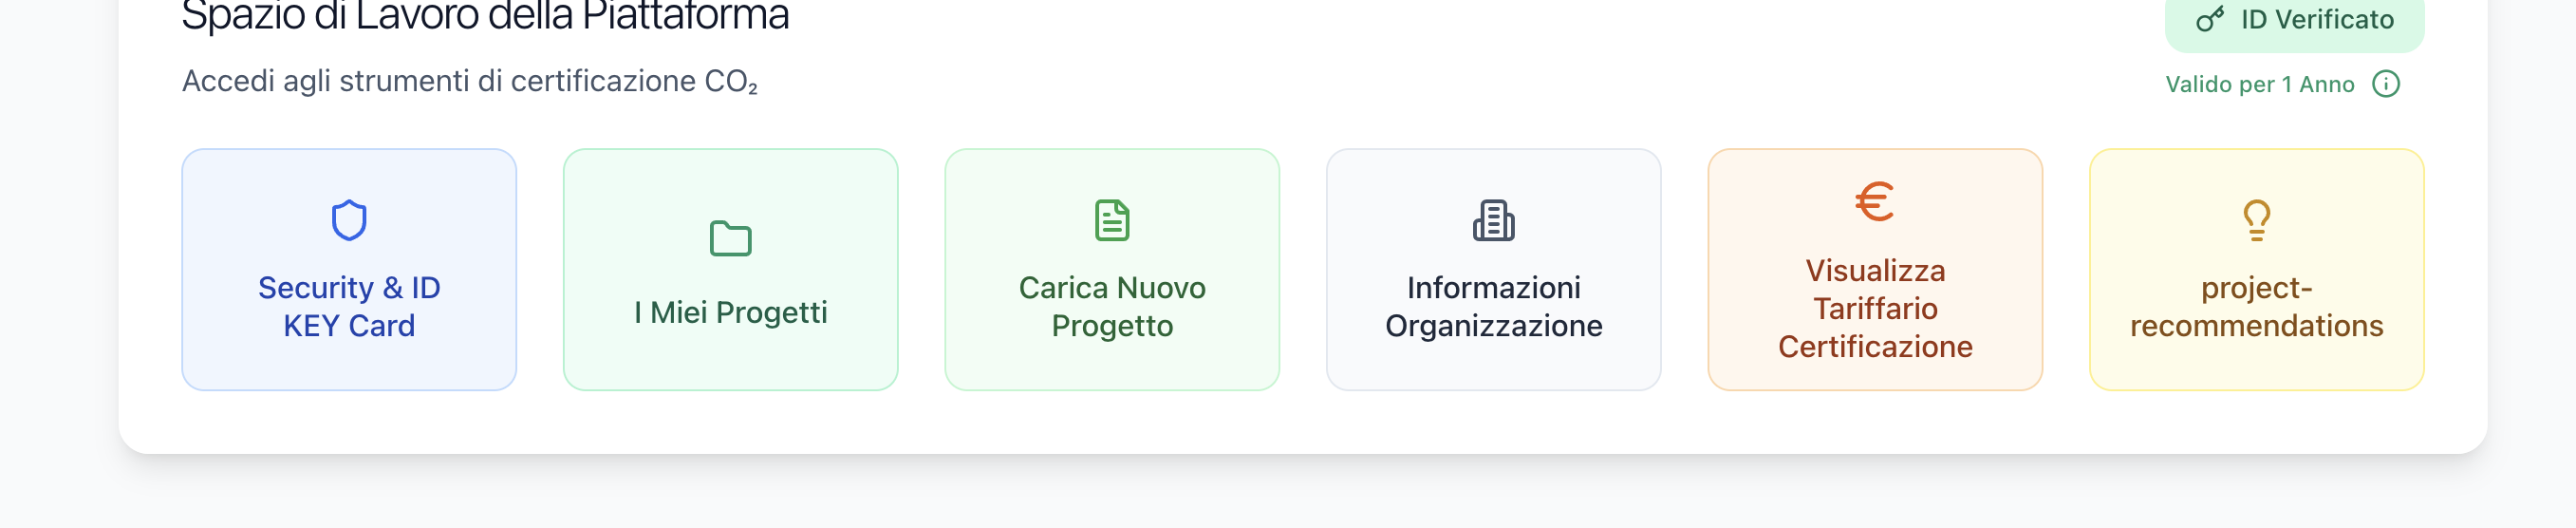 Spazio di Lavoro della Piattaforma
ID Verificato
Accedi agli strumenti di certificazione CO₂
Valido per 1 Anno
Security & ID
KEY Card
I Miei Progetti
Carica Nuovo
Progetto
Informazioni
Organizzazione
Visualizza
Tariffario
Certificazione
project-
recommendations